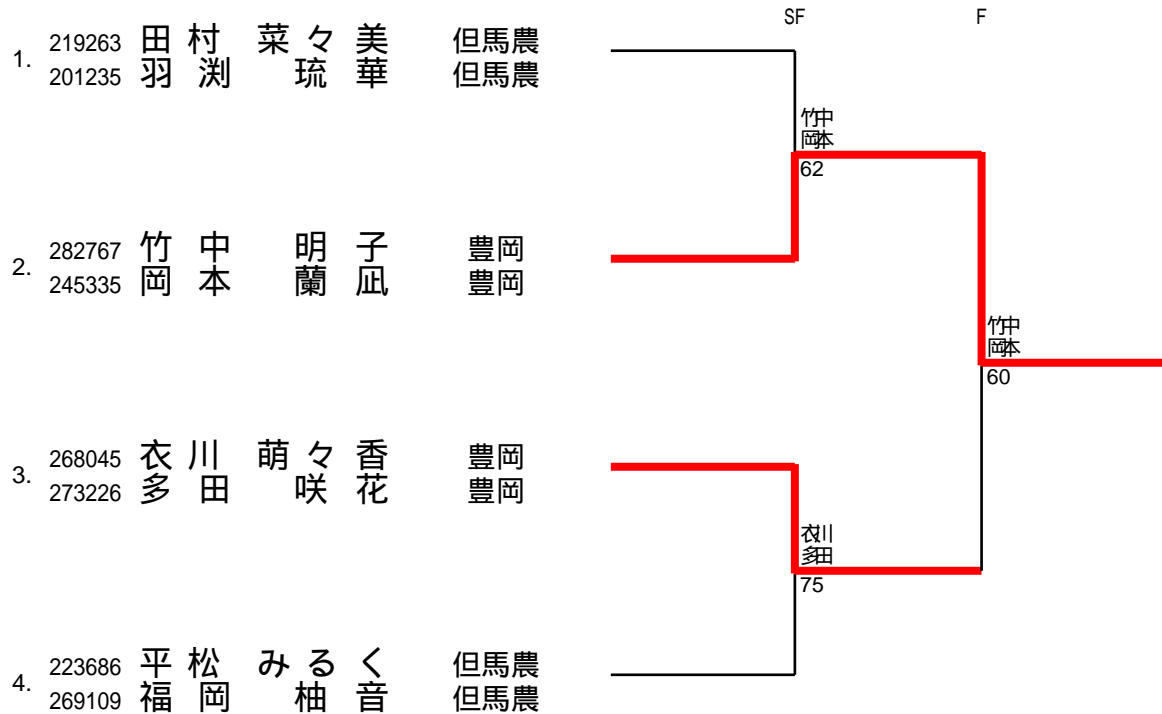 SF F
1. 219263 田村 菜々美 但馬農
201235 羽渕 琉華 但馬農
竹中
岡本
62
2. 282767 竹中 明子 豊岡
245335 岡本 蘭凪 豊岡
竹中
岡本
60
3. 268045 衣川 萌々香 豊岡
273226 多田 咲花 豊岡
衣川
多田
75
4. 223686 平松 みるく 但馬農
269109 福岡 柚音 但馬農